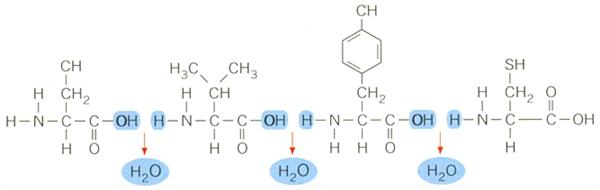 CH
CH H₃C CH₃ SH
H CH₂ H CH H CH₂ H CH₂ O
H–N–C–C–OH H–N–C–C–OH H–N–C–C–OH H–N–C–C–OH
H O H O H O H
H₂O H₂O H₂O